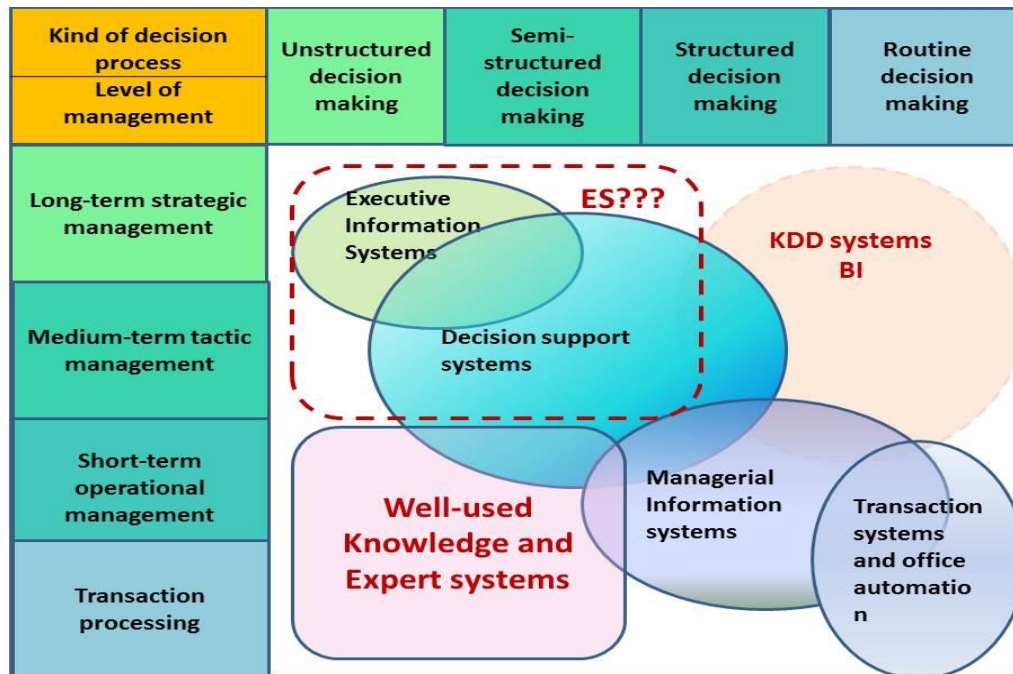 Kind of decision
process
Level of
management
Unstructured
decision
making
Semi-
structured
decision
making
Structured
decision
making
Routine
decision
making
Long-term strategic
management
Medium-term tactic
management
Short-term
operational
management
Transaction
processing
Executive
Information
Systems
ES???
KDD systems
BI
Decision support
systems
Well-used
Knowledge and
Expert systems
Managerial
Information
systems
Transaction
systems
and office
automatio
n